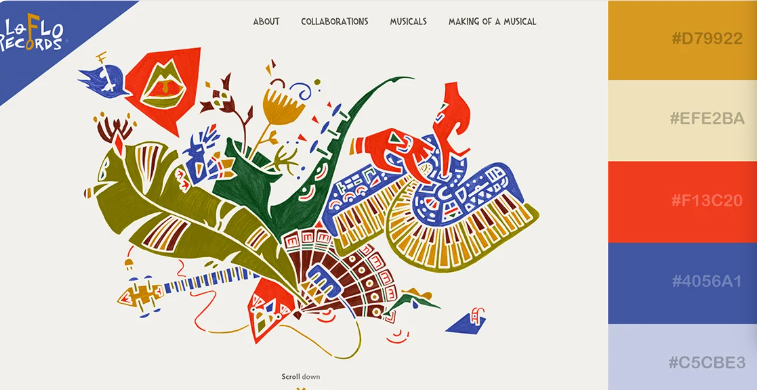 LOFLO
RECORDS
ABOUT COLLABORATIONS MUSICALS MAKING OF A MUSICAL
Scroll down
#D79922
#EFE2BA
#F13C20
#4056A1
#C5CBE3